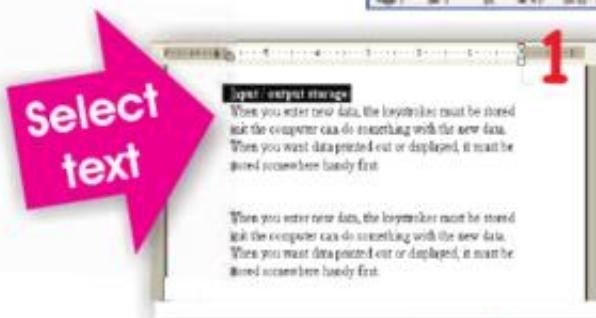 1
Select
text
Input / output storage
When you enter new data, the keystrokes must be stored
the computer can do something with the new data.
When you want data printed out or displayed, it must be
stored somewhere handy first.
When you enter new data, the keystrokes must be stored
the computer can do something with the new data.
When you want data printed out or displayed, it must be
stored somewhere handy first.